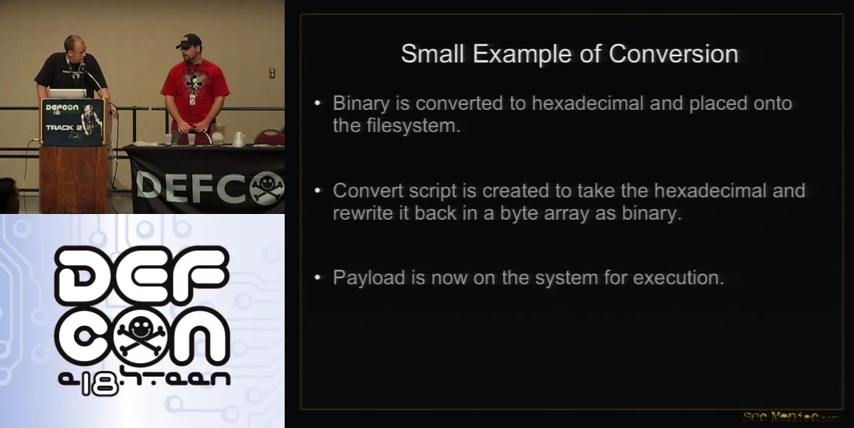 DEFCON
18
TRACK 2
DEFCO
DEF
CON
Small Example of Conversion
• Binary is converted to hexadecimal and placed onto
the filesystem.
• Convert script is created to take the hexadecimal and
rewrite it back in a byte array as binary.
• Payload is now on the system for execution.